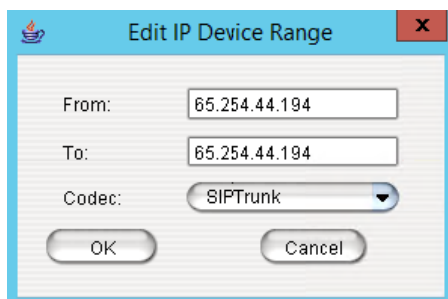 Edit IP Device Range
x
From: 65.254.44.194
To: 65.254.44.194
Codec: SIPTrunk
OK Cancel